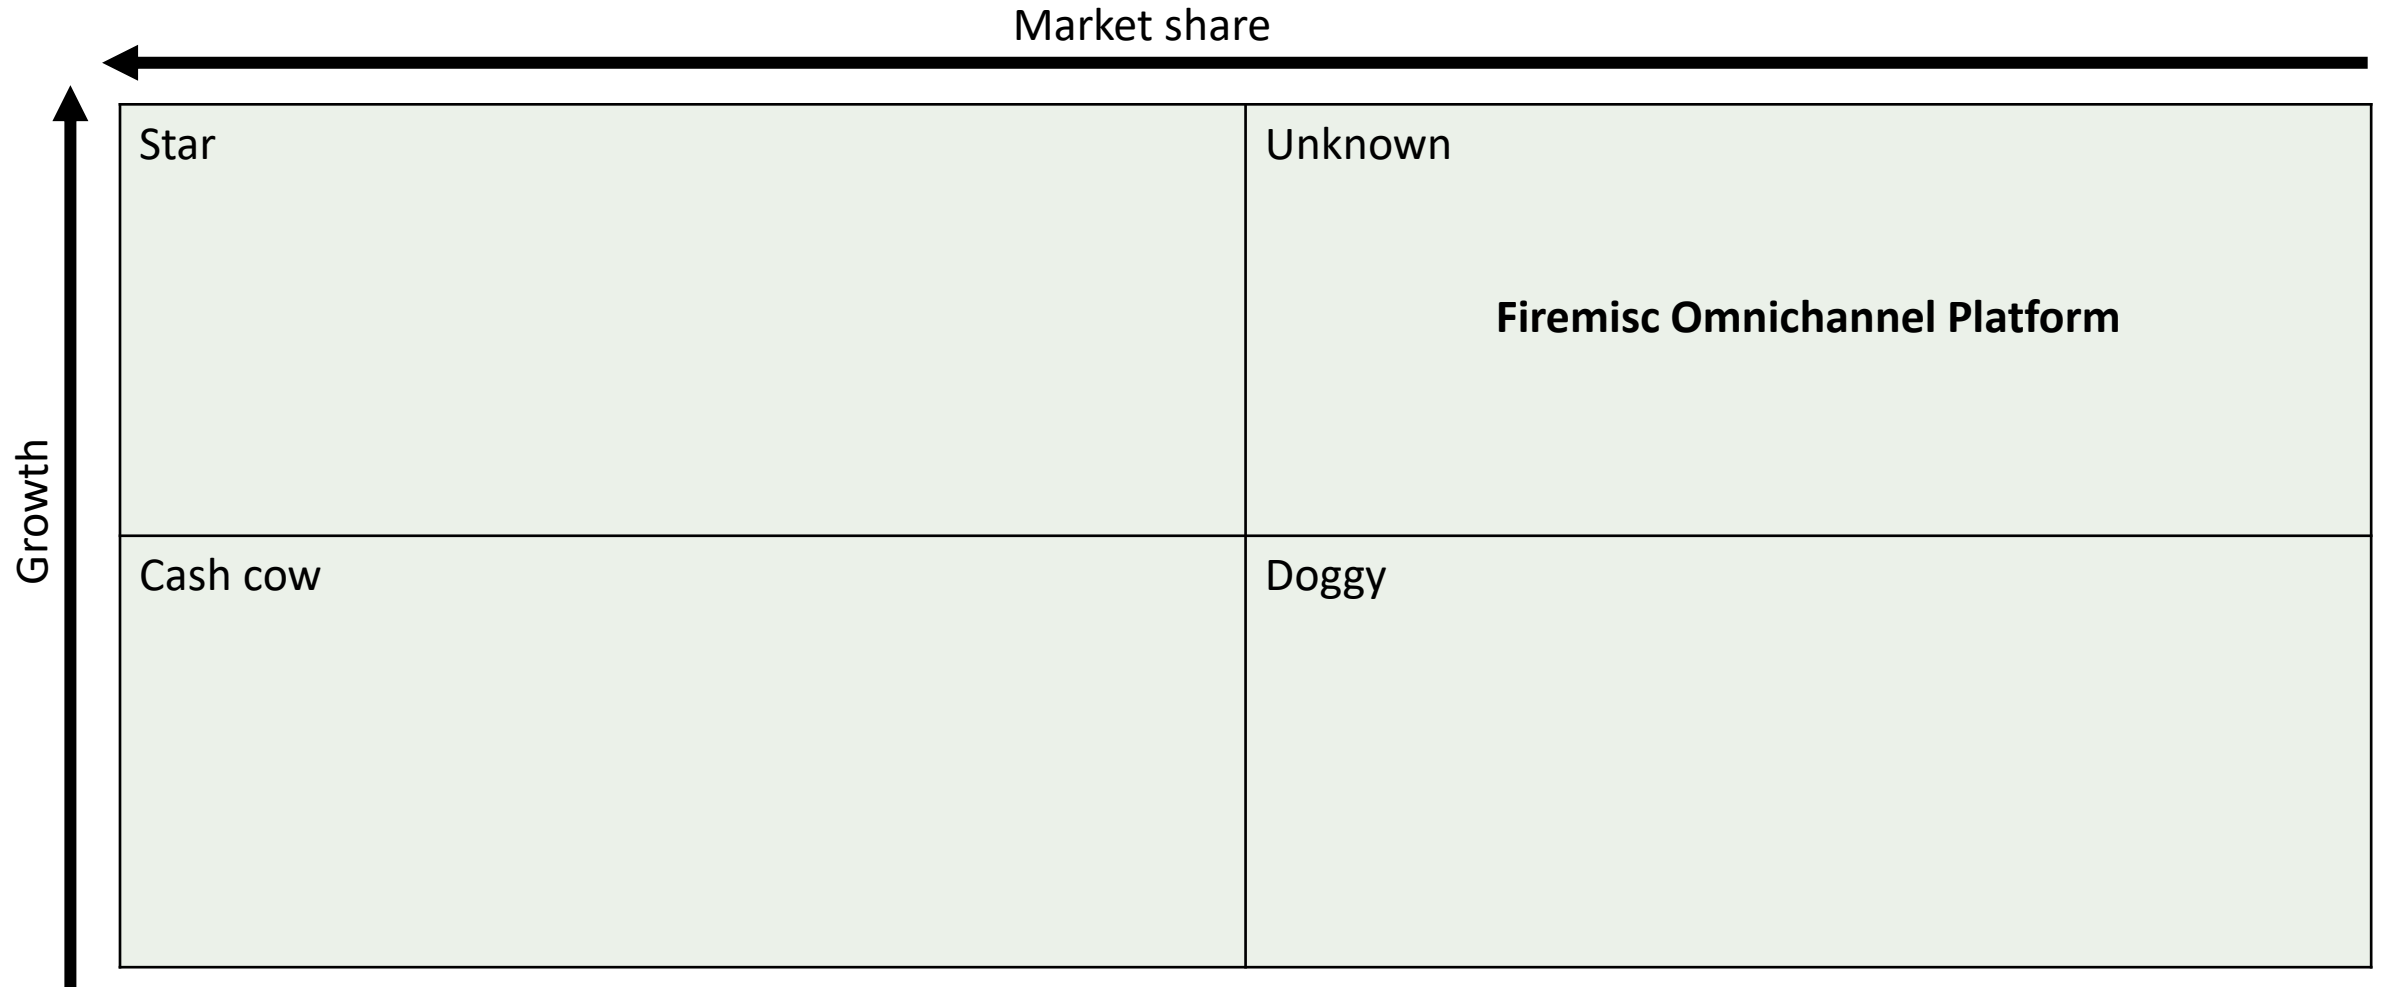 Market share
Growth
Star
Unknown
Firemisc Omnichannel Platform
Cash cow
Doggy